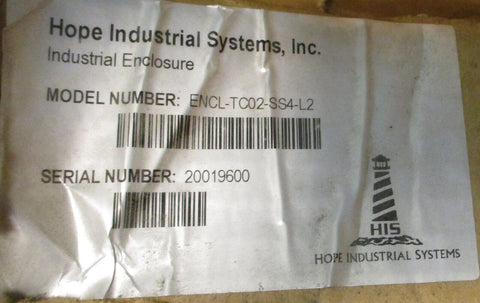 Hope Industrial Systems, Inc.
Industrial Enclosure
MODEL NUMBER: ENCL-TC02-SS4-L2
SERIAL NUMBER: 20019600
HIS
HOPE INDUSTRIAL SYSTEMS